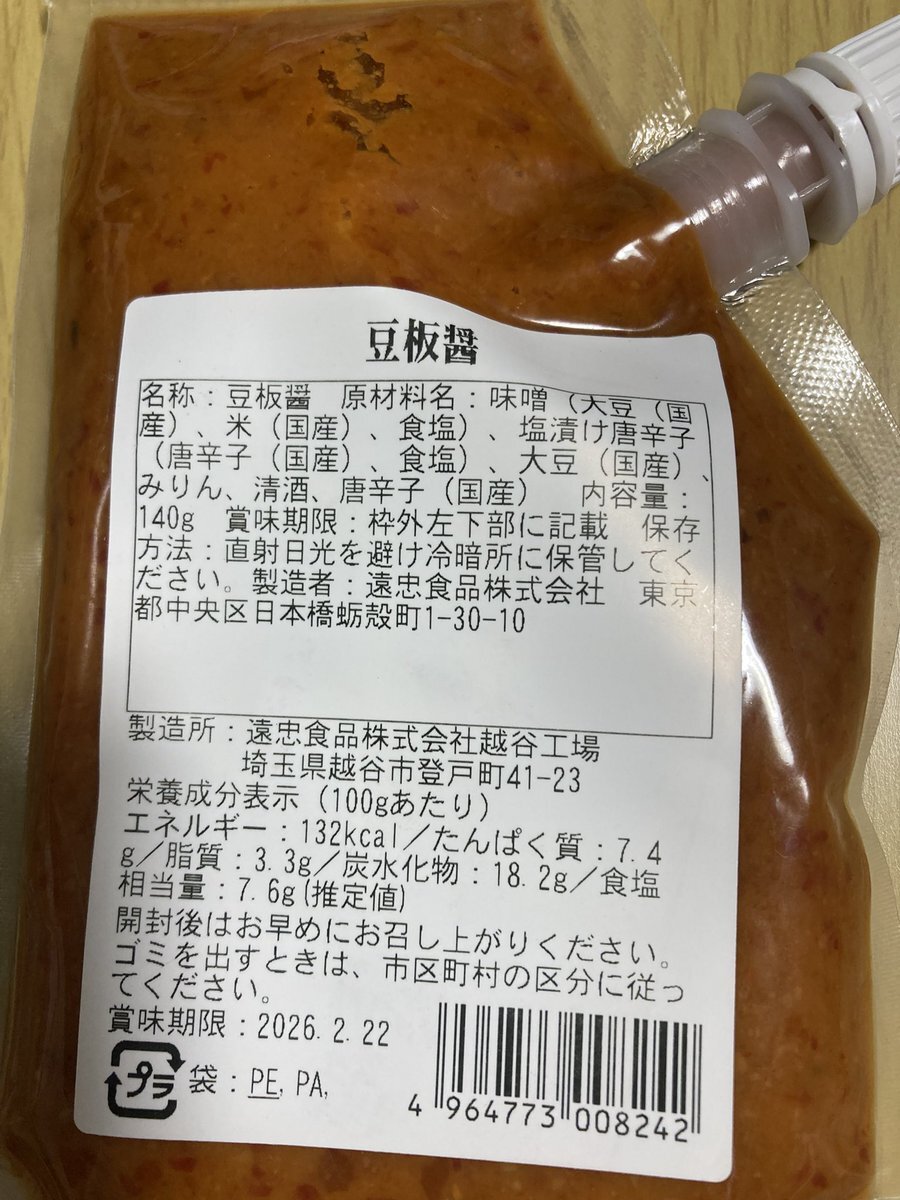 豆板醤
名称：豆板醤　原材料名：味噌（大豆（国
産）、米（国産）、食塩）、塩漬け唐辛子
（唐辛子（国産）、食塩）、大豆（国産）、
みりん、清酒、唐辛子（国産）　内容量：
140g　賞味期限：枠外左下部に記載　保存
方法：直射日光を避け冷暗所に保管してく
ださい。製造者：遠忠食品株式会社　東京
都中央区日本橋蛎殻町1-30-10
製造所：遠忠食品株式会社越谷工場
埼玉県越谷市登戸町41-23
栄養成分表示（100gあたり）
エネルギー：132kcal／たんぱく質：7.4
g／脂質：3.3g／炭水化物：18.2g／食塩
相当量：7.6g(推定値)
開封後はお早めにお召し上がりください。
ゴミを出すときは、市区町村の区分に従っ
てください。
賞味期限：2026.2.22
プラ 袋：PE, PA,
4 964773 008242